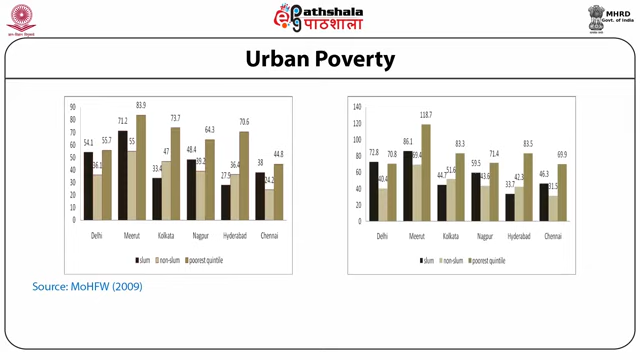 ePathshala
पाठशाला
MHRD
Govt. of India
Urban Poverty
90
80
70
60
50
40
30
20
10
0
54.1 36.1 55.7
71.2 55 83.9
33.4 47 73.7
48.4 39.2 64.3
27.9 36.4 70.6
38 24.2 44.8
Delhi Meerut Kolkata Nagpur Hyderabad Chennai
slum non-slum poorest quintile
140
120
100
80
60
40
20
0
72.8 40.4 70.8
86.1 69.4 118.7
44.7 51.6 83.3
59.5 43.6 71.4
33.7 42.3 83.5
46.3 31.5 69.9
Delhi Meerut Kolkata Nagpur Hyderabad Chennai
slum non-slum poorest quintile
Source: MoHFW (2009)